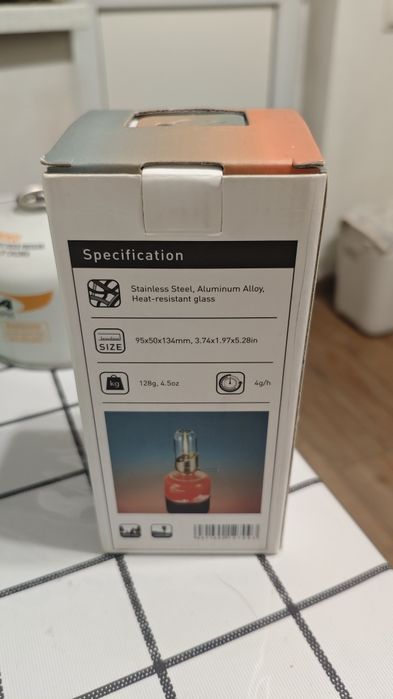 Specification
Stainless Steel, Aluminum Alloy,
Heat-resistant glass
SIZE
95x50x134mm, 3.74x1.97x5.28in
kg
128g, 4.5oz
4g/h